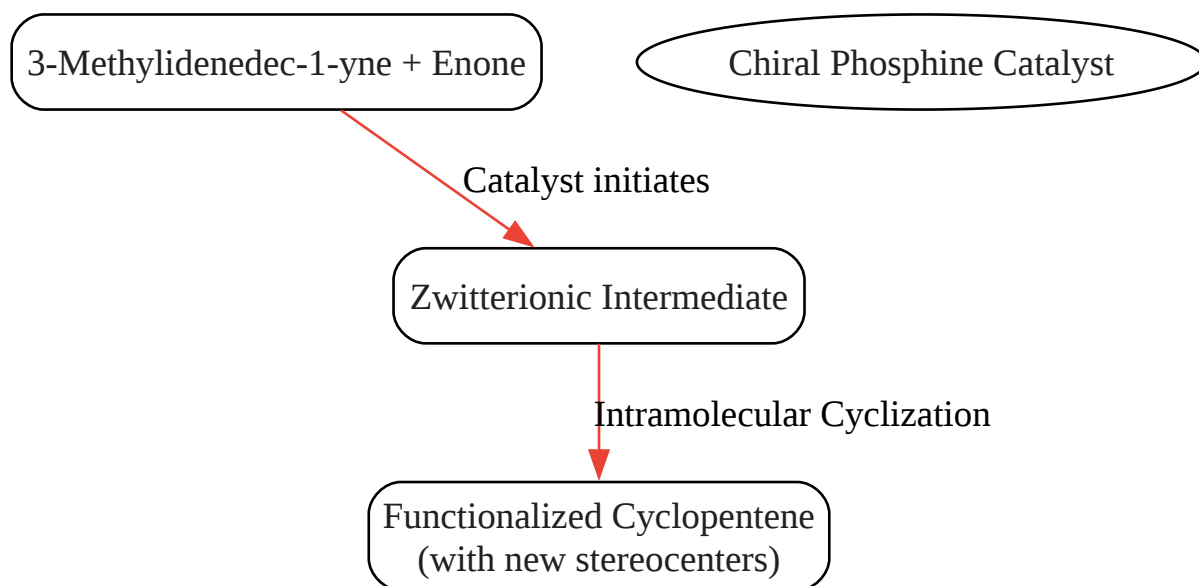 3-Methylidenedec-1-yne + Enone
Chiral Phosphine Catalyst
Catalyst initiates
Zwitterionic Intermediate
Intramolecular Cyclization
Functionalized Cyclopentene
(with new stereocenters)